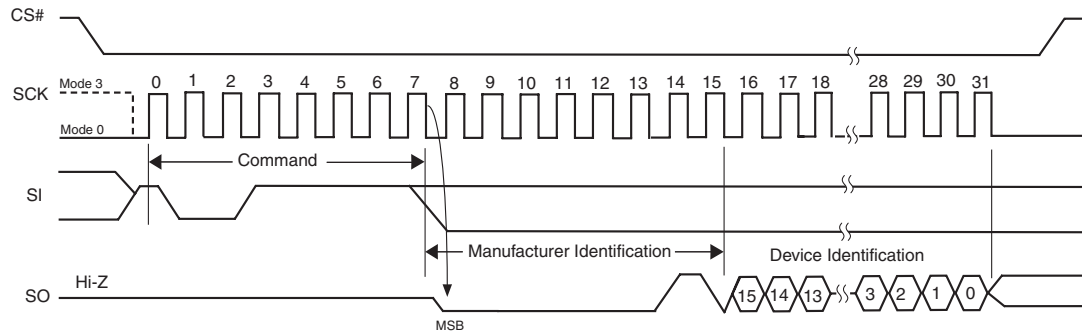 CS#
0 1 2 3 4 5 6 7 8 9 10 11 12 13 14 15 16 17 18 28 29 30 31
Mode 3
SCK
Mode 0
Command
SI
Manufacturer Identification
Device Identification
Hi-Z
SO
15 14 13 3 2 1 0
MSB